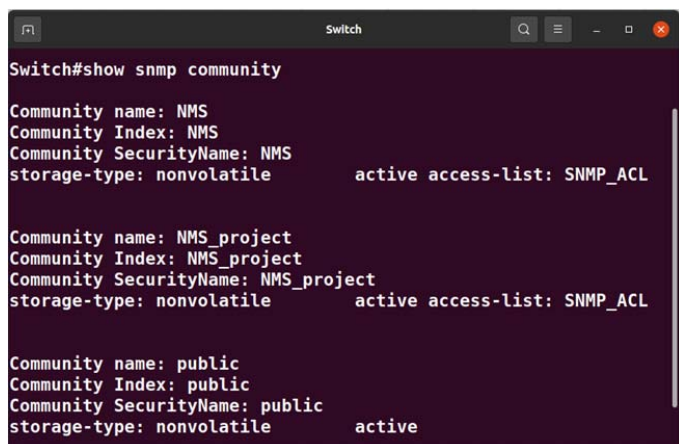 Switch
Switch#show snmp community
Community name: NMS
Community Index: NMS
Community SecurityName: NMS
storage-type: nonvolatile        active access-list: SNMP_ACL
Community name: NMS_project
Community Index: NMS_project
Community SecurityName: NMS_project
storage-type: nonvolatile        active access-list: SNMP_ACL
Community name: public
Community Index: public
Community SecurityName: public
storage-type: nonvolatile        active